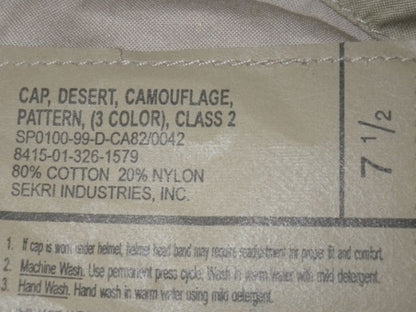 CAP, DESERT, CAMOUFLAGE,
PATTERN, (3 COLOR), CLASS 2
SP0100-99-D-CA82/0042
8415-01-326-1579
80% COTTON 20% NYLON
SEKRI INDUSTRIES, INC.
7 1/2
1. If cap is worn under helmet, helmet head band may require readjustment for proper fit and comfort.
2. Machine Wash. Use permanent press cycle. Wash in warm water with mild detergent.
3. Hand Wash. Hand wash in warm water using mild detergent.